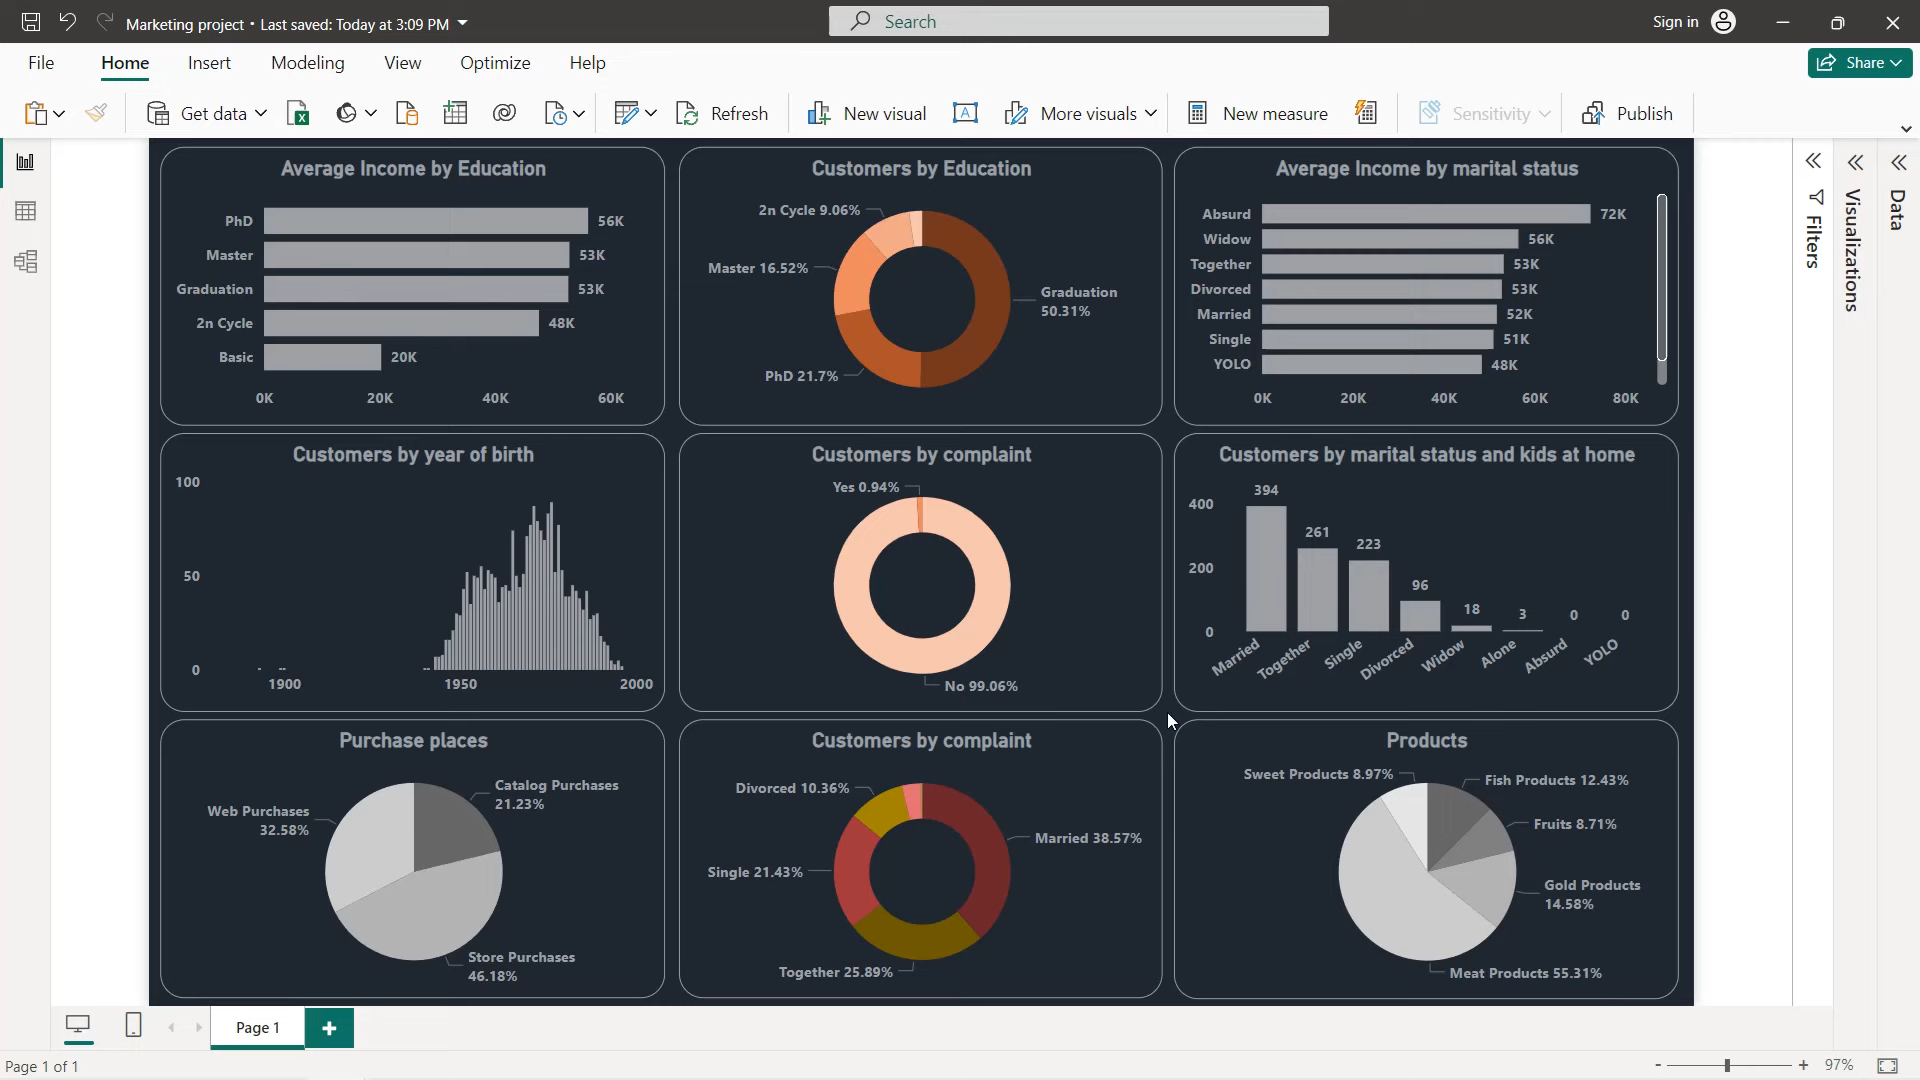 Marketing project • Last saved: Today at 3:09 PM
Search
Sign in
File
Home
Insert
Modeling
View
Optimize
Help
Share
Get data
Refresh
New visual
More visuals
New measure
Sensitivity
Publish
Average Income by Education
PhD
56K
Master
53K
Graduation
53K
2n Cycle
48K
Basic
20K
0K
20K
40K
60K
Customers by Education
2n Cycle 9.06%
Master 16.52%
Graduation
50.31%
PhD 21.7%
Average Income by marital status
Absurd
72K
Widow
56K
Together
53K
Divorced
53K
Married
52K
Single
51K
YOLO
48K
0K
20K
40K
60K
80K
Filters
Visualizations
Data
Customers by year of birth
100
50
0
1900
1950
2000
Customers by complaint
Yes 0.94%
No 99.06%
Customers by marital status and kids at home
400
200
0
394
261
223
96
18
3
0
0
Married
Together
Single
Divorced
Widow
Alone
Absurd
YOLO
Purchase places
Catalog Purchases
21.23%
Web Purchases
32.58%
Store Purchases
46.18%
Customers by complaint
Divorced 10.36%
Married 38.57%
Single 21.43%
Together 25.89%
Products
Sweet Products 8.97%
Fish Products 12.43%
Fruits 8.71%
Gold Products
14.58%
Meat Products 55.31%
Page 1
Page 1 of 1
97%